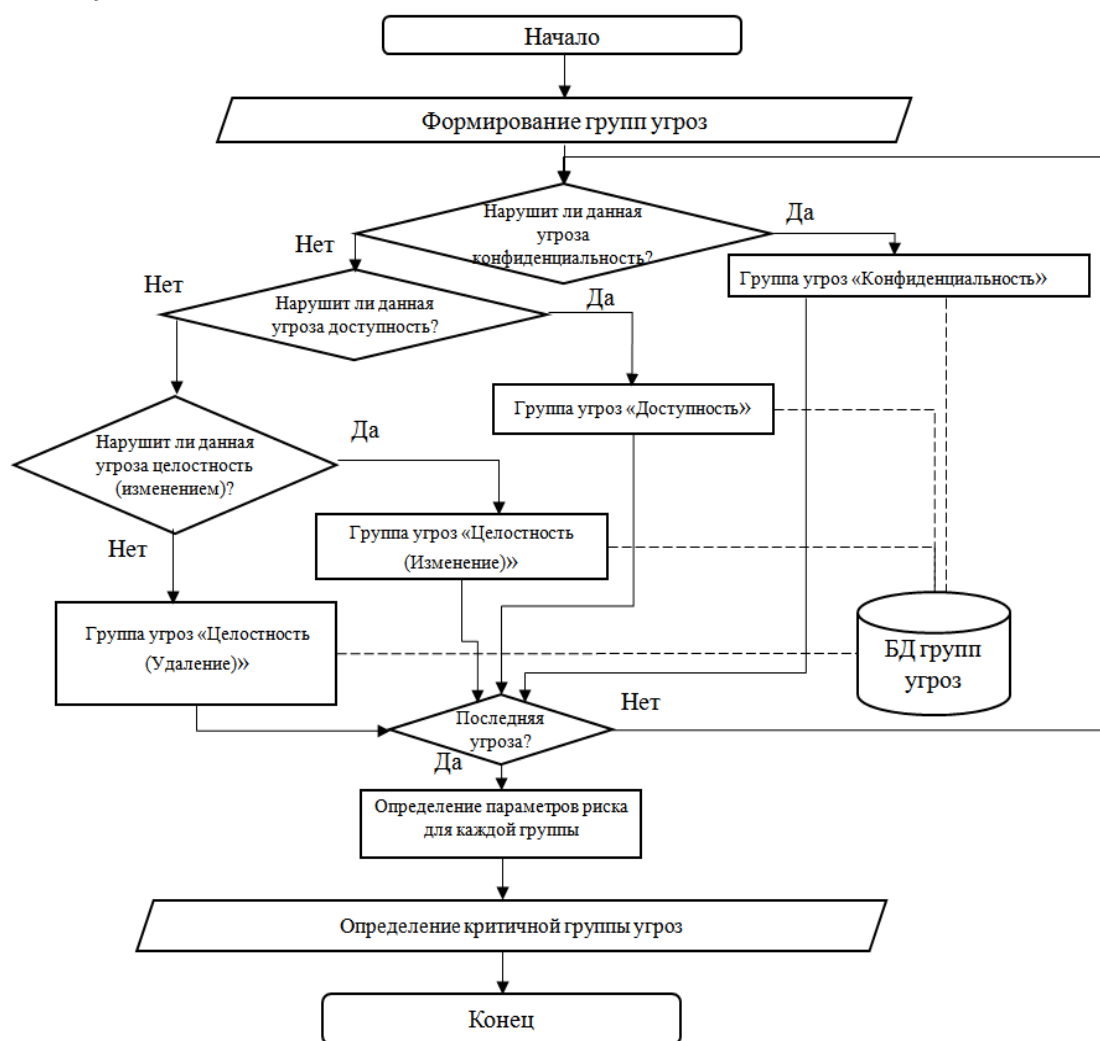 Начало
Формирование групп угроз
Нарушит ли данная
угроза
конфиденциальность?
Да
Нет
Группа угроз «Конфиденциальность»
Нет
Нарушит ли данная
угроза доступность?
Да
Группа угроз «Доступность»
Нарушит ли данная
угроза целостность
(изменением)?
Да
Группа угроз «Целостность
(Изменение)»
Нет
Группа угроз «Целостность
(Удаление)»
БД групп
угроз
Последняя
угроза?
Нет
Да
Определение параметров риска
для каждой группы
Определение критичной группы угроз
Конец